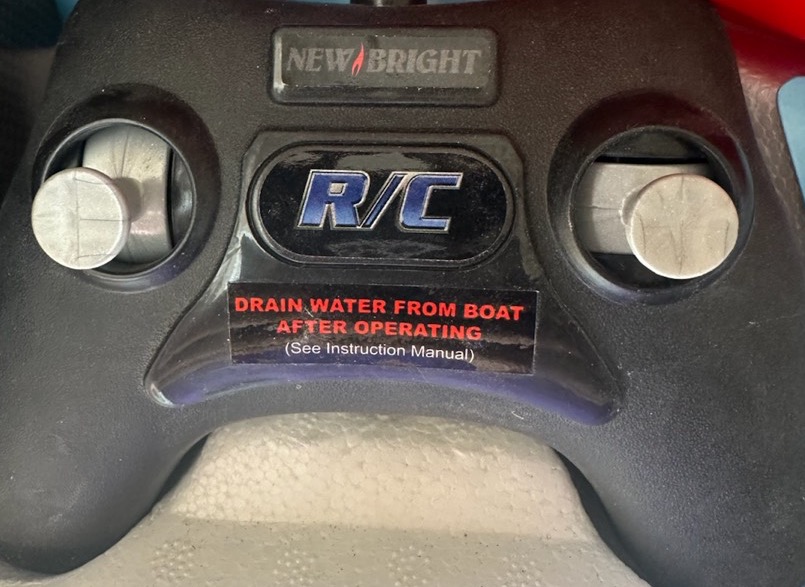 NEW BRIGHT
R/C
DRAIN WATER FROM BOAT
AFTER OPERATING
(See Instruction Manual)